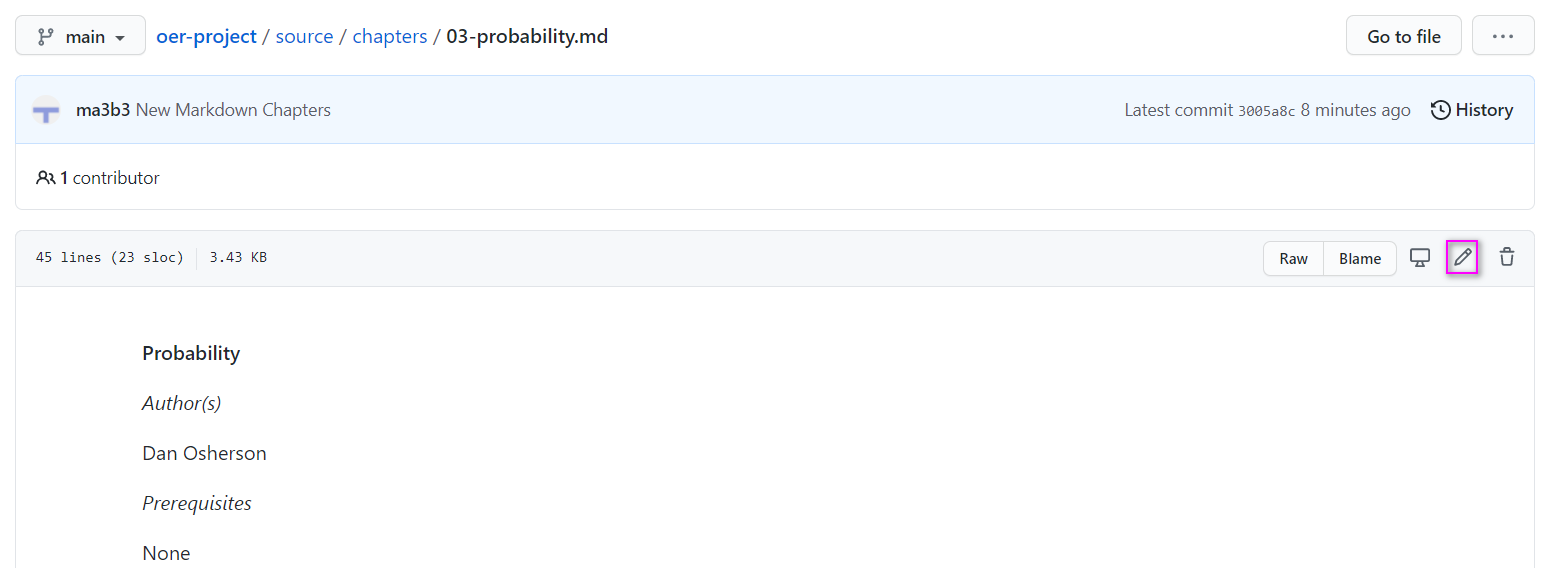 main oer-project / source / chapters / 03-probability.md Go to file ...
ma3b3 New Markdown Chapters Latest commit 3005a8c 8 minutes ago History
1 contributor
45 lines (23 sloc) 3.43 KB Raw Blame
Probability
Author(s)
Dan Osherson
Prerequisites
None